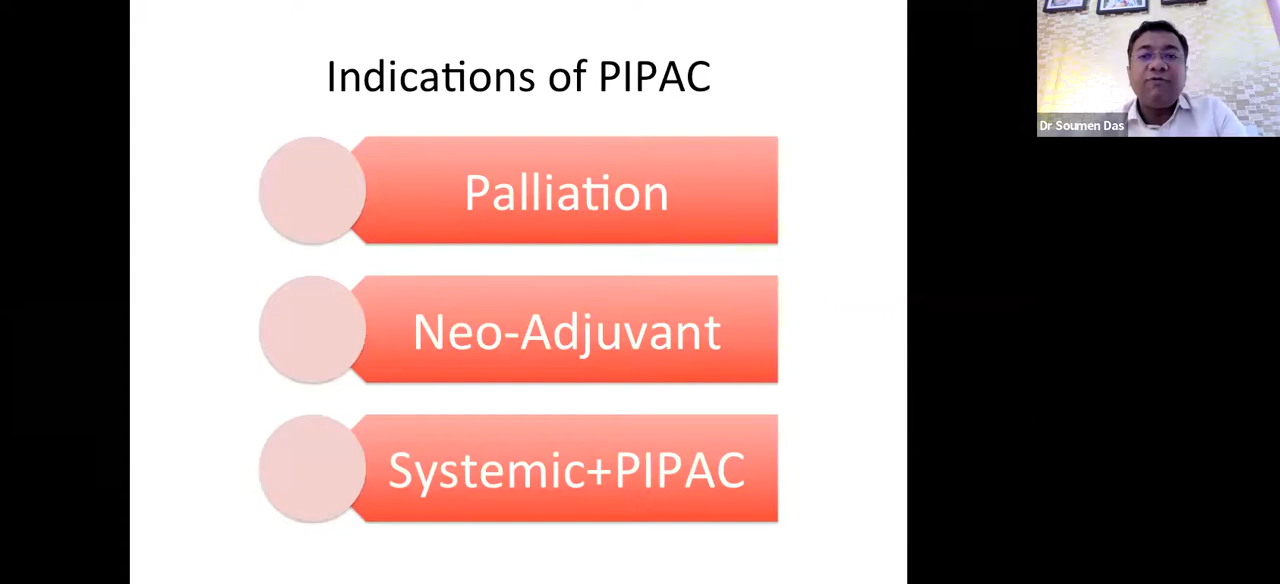 Indications of PIPAC
Palliation
Neo-Adjuvant
Systemic+PIPAC
Dr Soumen Das